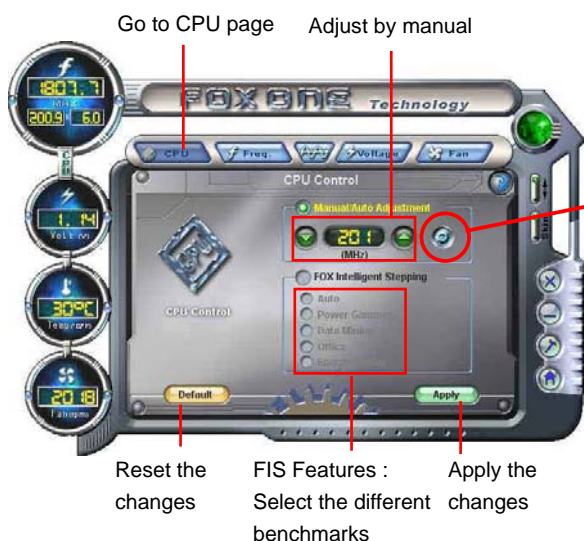 Go to CPU page
Adjust by manual
1807.7
MHz
200.9 x 6.0
FOX ONE Technology
CPU
CPU
Freq.
Voltage
Fan
CPU Control
Manual/Auto Adjustment
1.14
Volt
201
(MHz)
CPU
FOX Intelligent Stepping
30°C
CPU Control
Auto
Power Gaming
Data Mining
Office
2018
Default
Apply
Reset the
changes
FIS Features :
Select the different
benchmarks
Apply the
changes